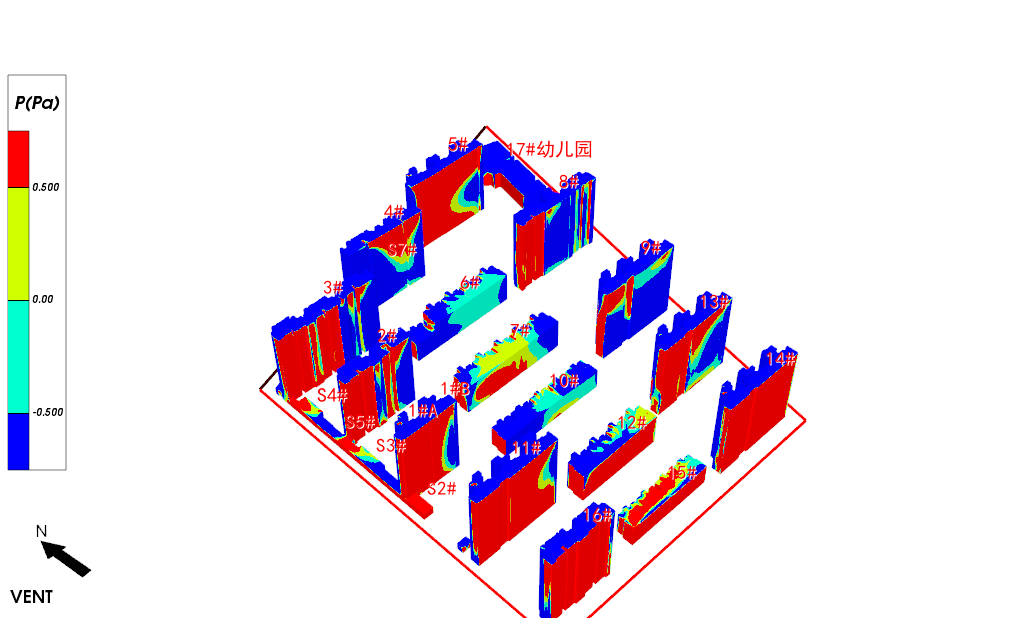 P(Pa)
0.500
0.00
-0.500
N
VENT
5#
17#幼儿园
8#
4#
S7#
9#
3#
6#
13#
2#
7#
14#
1#B
10#
S4#
1#A
S5#
12#
S3#
11#
15#
S2#
16#